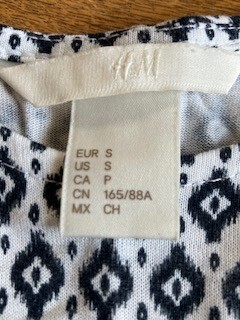 H&M
EUR S
US S
CA P
CN 165/88A
MX CH